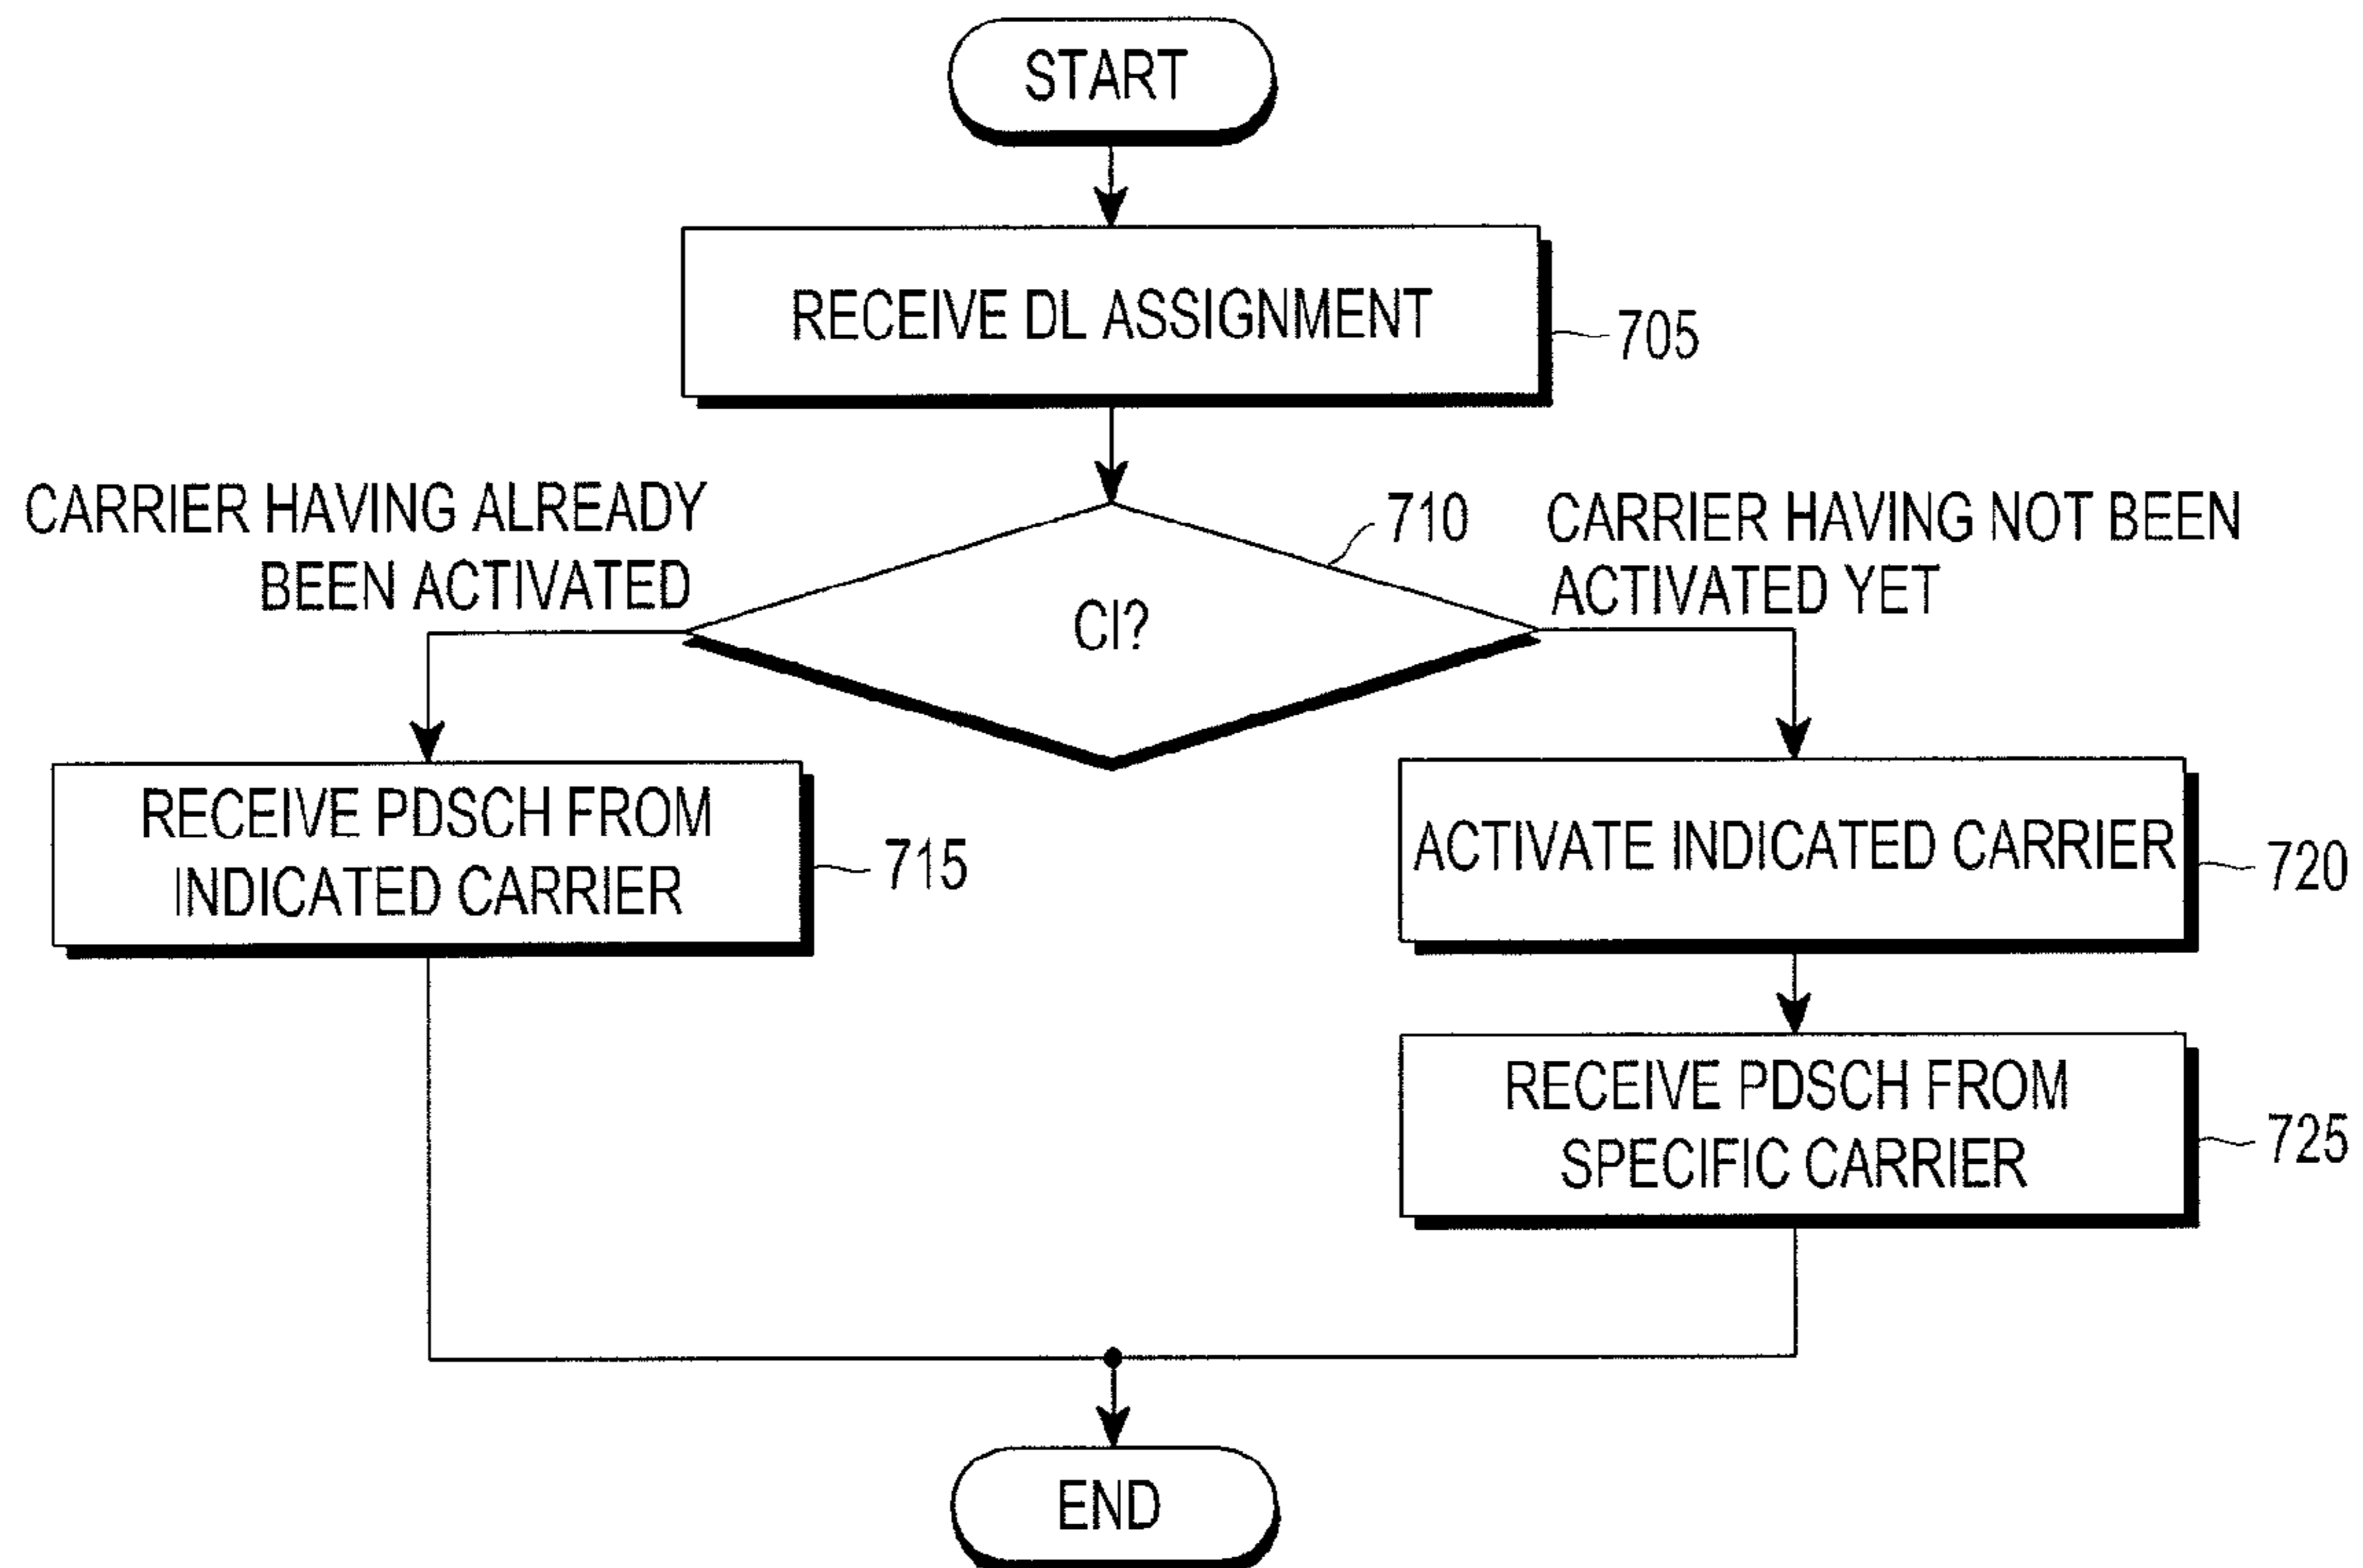 START
RECEIVE DL ASSIGNMENT
705
CARRIER HAVING ALREADY
BEEN ACTIVATED
710
CARRIER HAVING NOT BEEN
ACTIVATED YET
CI?
RECEIVE PDSCH FROM
INDICATED CARRIER
715
ACTIVATE INDICATED CARRIER
720
RECEIVE PDSCH FROM
SPECIFIC CARRIER
725
END